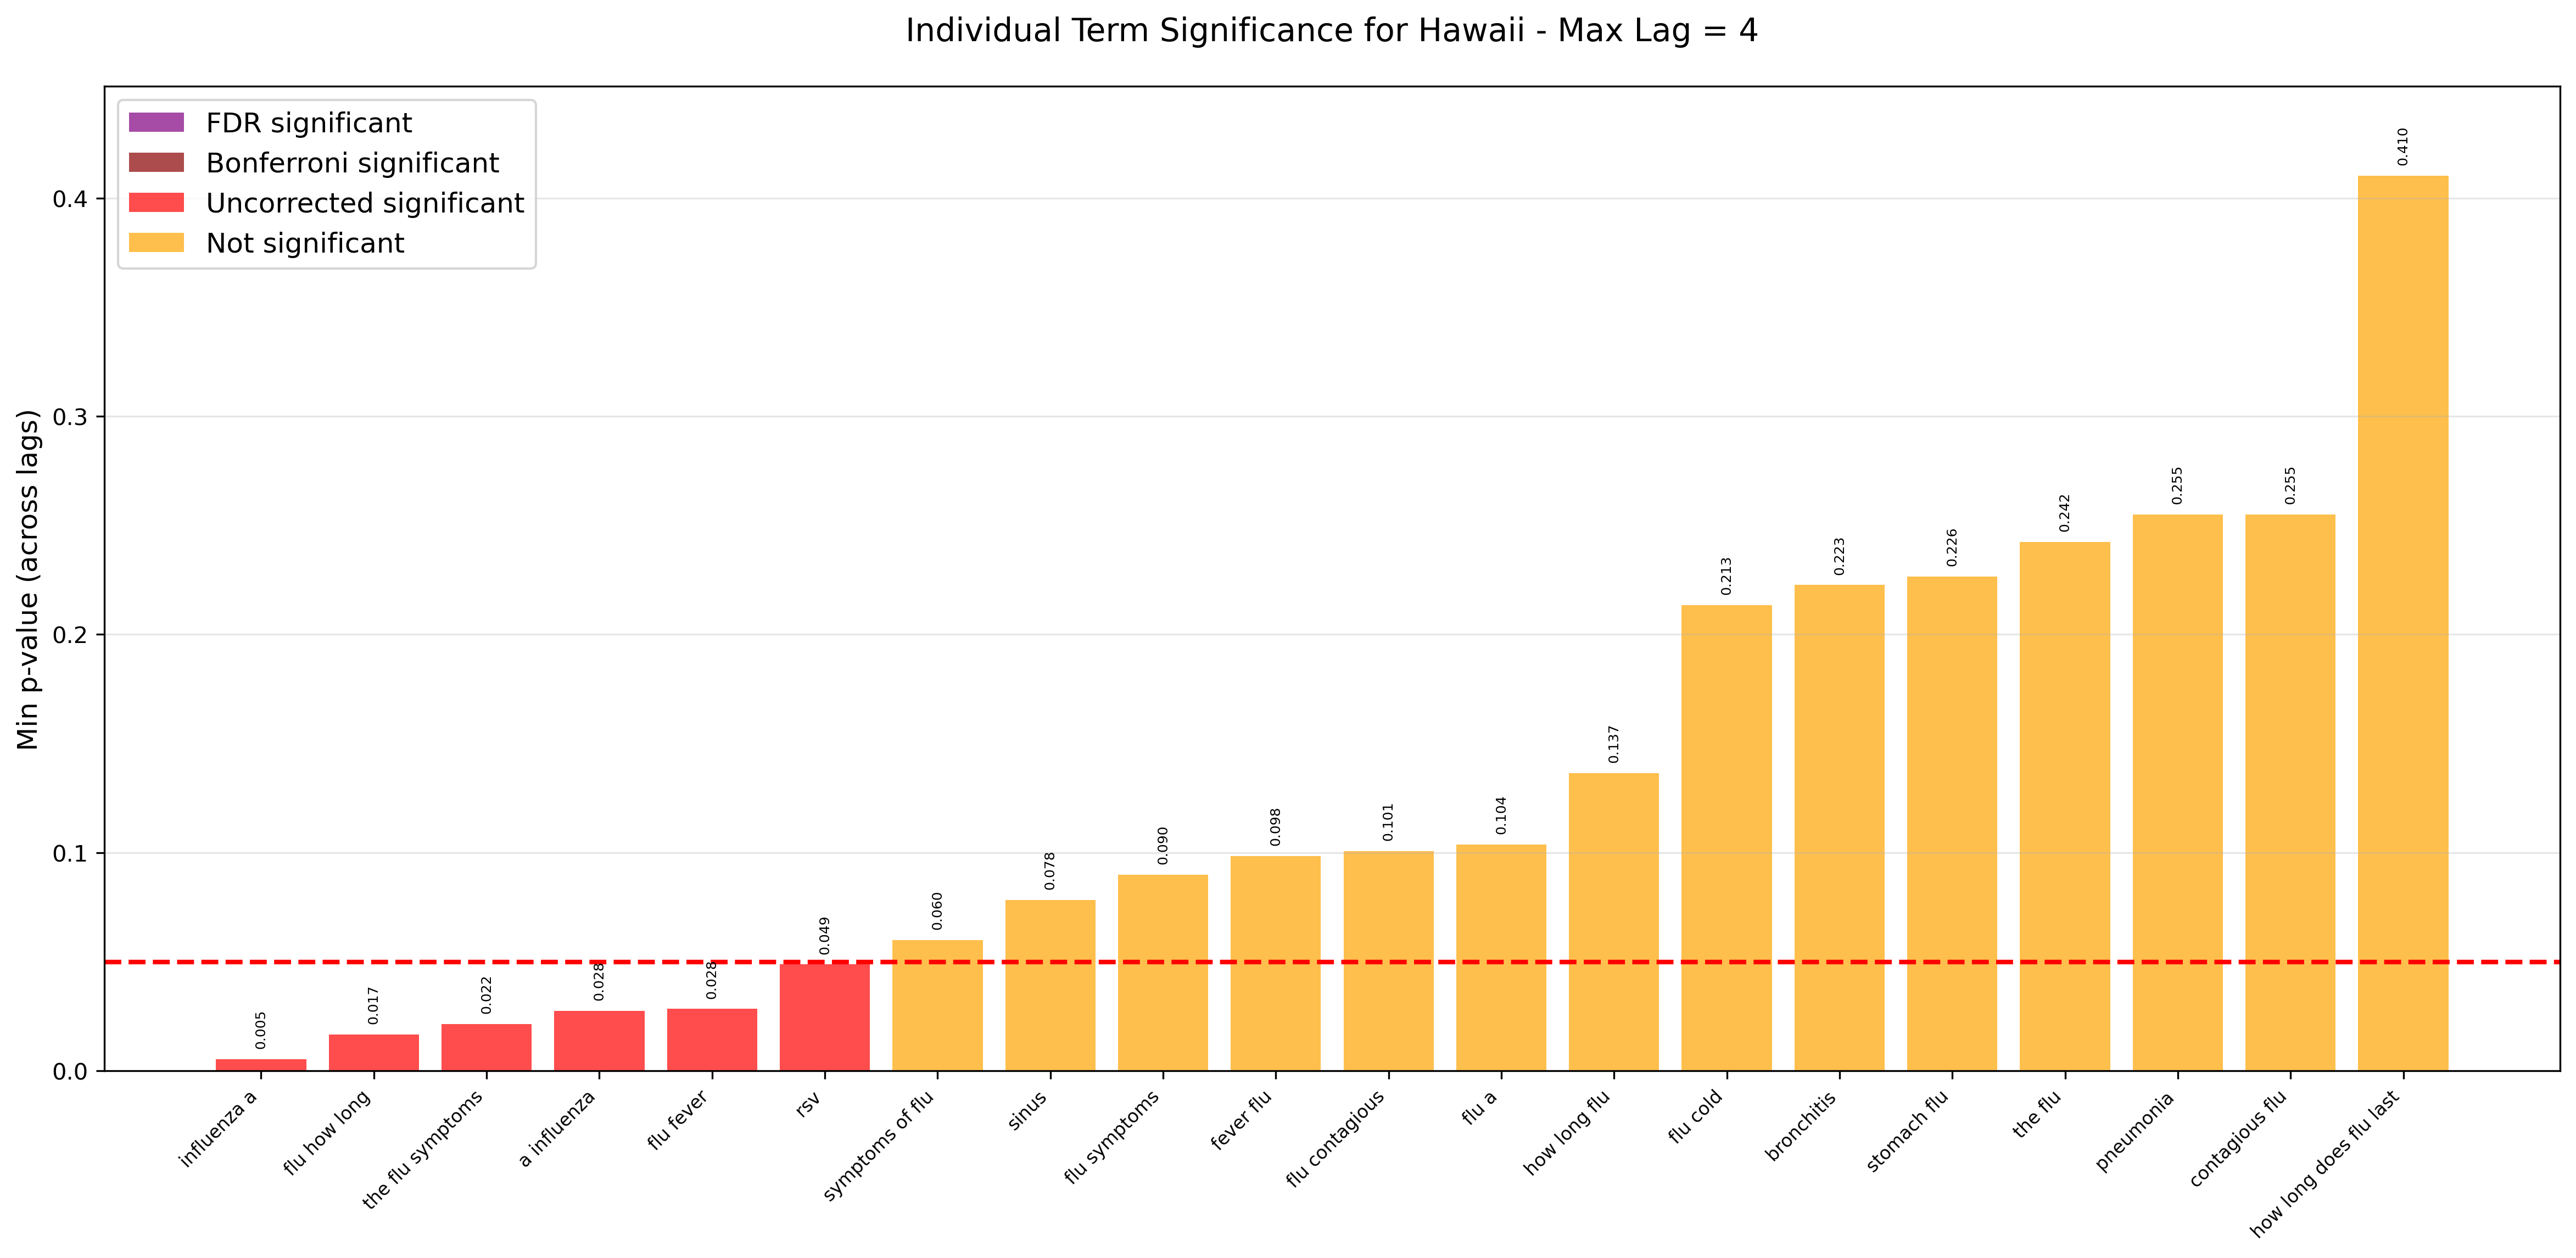 Individual Term Significance for Hawaii - Max Lag = 4
FDR significant
Bonferroni significant
Uncorrected significant
Not significant
Min p-value (across lags)
0.4
0.3
0.2
0.1
0.0
0.005
0.017
0.022
0.028
0.028
0.049
0.060
0.078
0.090
0.098
0.101
0.104
0.137
0.213
0.223
0.226
0.242
0.255
0.255
0.410
influenza a
flu how long
the flu symptoms
a influenza
flu fever
rsv
symptoms of flu
sinus
flu symptoms
fever flu
flu contagious
flu a
how long flu
flu cold
bronchitis
stomach flu
the flu
pneumonia
contagious flu
how long does flu last